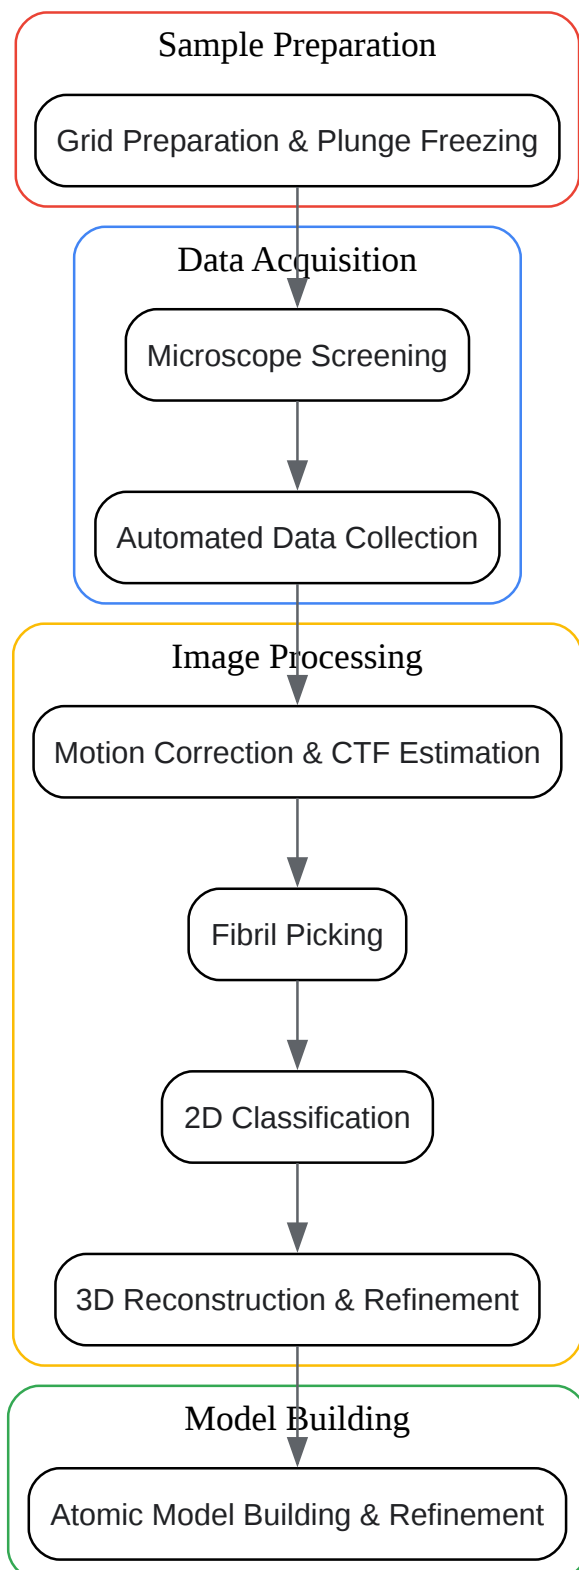 Sample Preparation
Grid Preparation & Plunge Freezing
Data Acquisition
Microscope Screening
Automated Data Collection
Image Processing
Motion Correction & CTF Estimation
Fibril Picking
2D Classification
3D Reconstruction & Refinement
Model Building
Atomic Model Building & Refinement